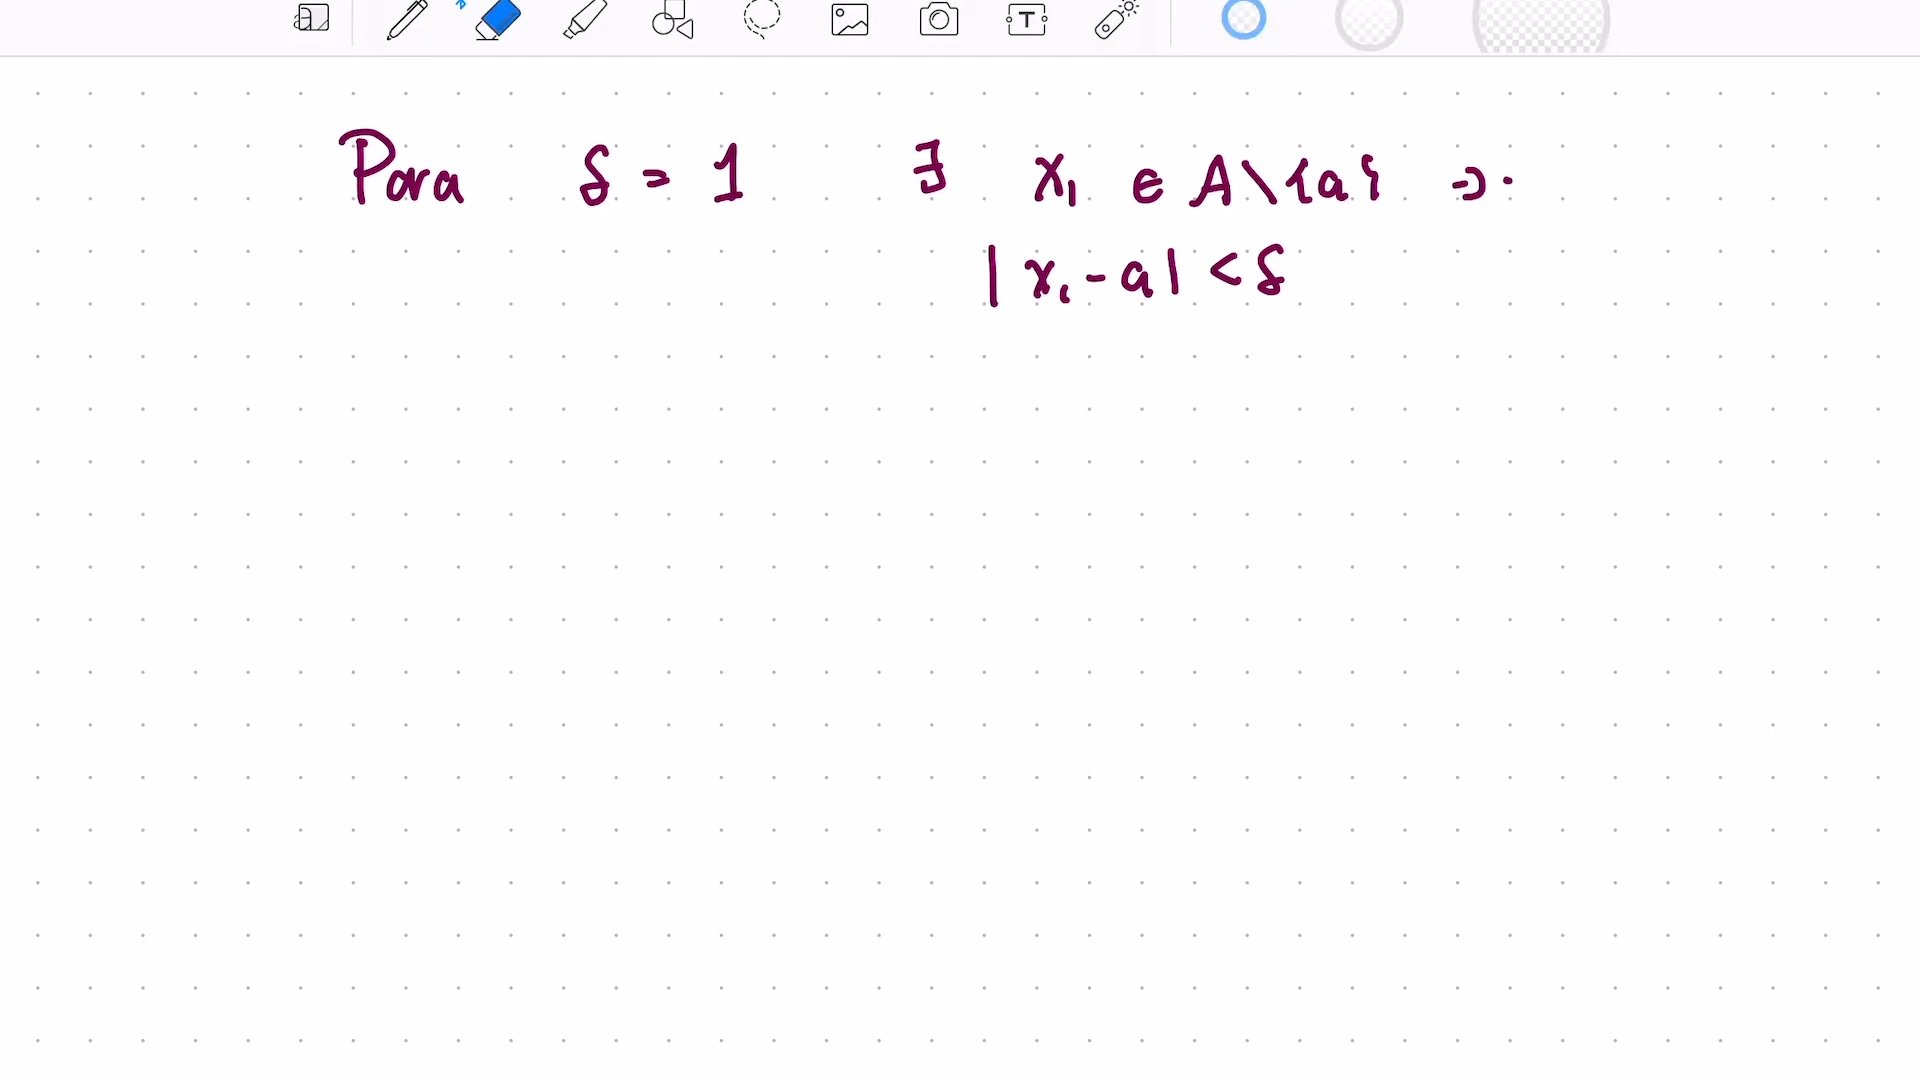 Para δ = 1 ∃ x₁ ∈ A\{a} ∋·
|x₁-a| < δ